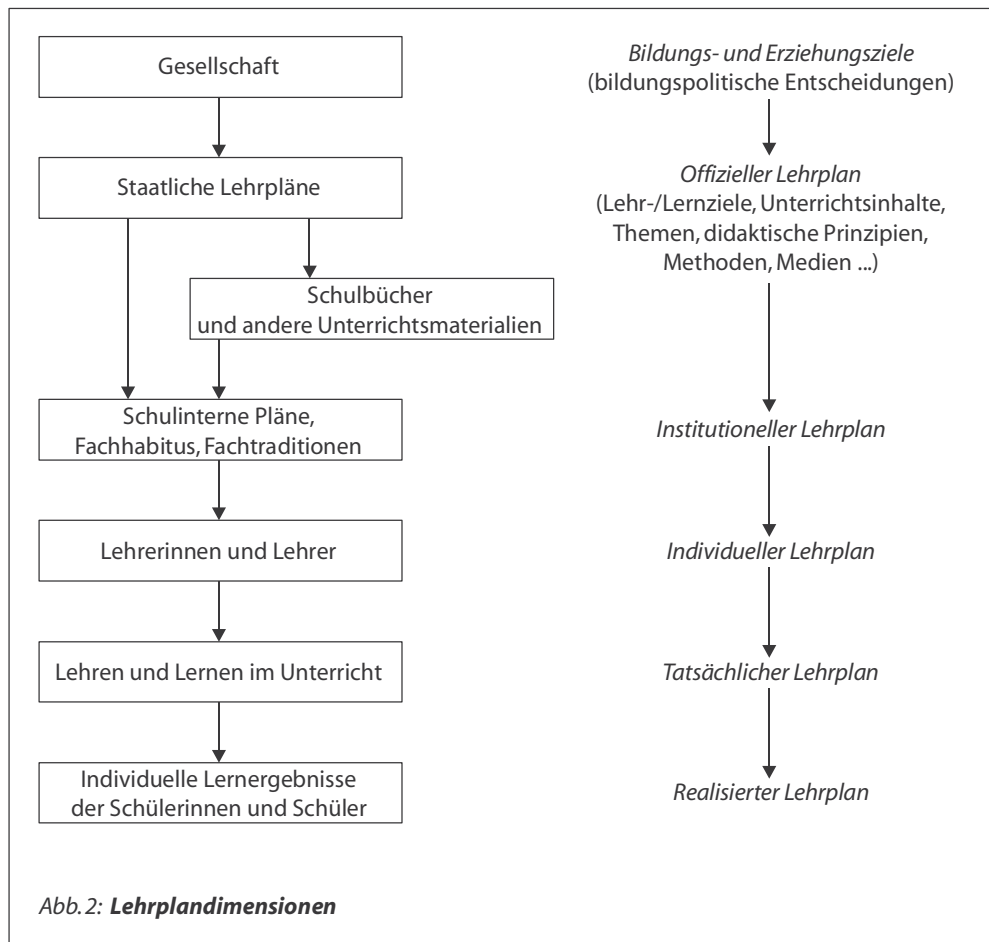 Gesellschaft
Bildungs- und Erziehungsziele
(bildungspolitische Entscheidungen)
Staatliche Lehrpläne
Offizieller Lehrplan
(Lehr-/Lernziele, Unterrichtsinhalte,
Themen, didaktische Prinzipien,
Methoden, Medien ...)
Schulbücher
und andere Unterrichtsmaterialien
Schulinterne Pläne,
Fachhabitus, Fachtraditionen
Institutioneller Lehrplan
Lehrerinnen und Lehrer
Individueller Lehrplan
Lehren und Lernen im Unterricht
Tatsächlicher Lehrplan
Individuelle Lernergebnisse
der Schülerinnen und Schüler
Realisierter Lehrplan
Abb. 2: Lehrplandimensionen